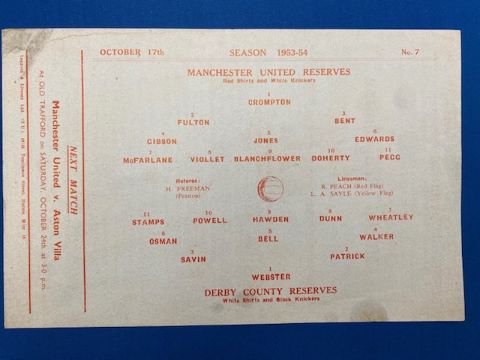 OCTOBER 17th SEASON 1953-54 No. 7
MANCHESTER UNITED RESERVES
Red Shirts and White Knickers
1
CROMPTON
2 3
FULTON BENT
4 5 6
GIBSON JONES EDWARDS
7 8 9 10 11
McFARLANE VIOLLET BLANCHFLOWER DOHERTY PEGG
Referee: Linesmen:
H. FREEMAN R. PEACH (Red Flag)
(Preston) L. A. SAYLE (Yellow Flag)
11 10 9 8 7
STAMPS POWELL HAWDEN DUNN WHEATLEY
6 5 4
OSMAN BELL WALKER
3 2
SAVIN PATRICK
1
WEBSTER
DERBY COUNTY RESERVES
White Shirts and Black Knickers
NEXT MATCH
Manchester United v. Aston Villa
At OLD TRAFFORD on SATURDAY, OCTOBER 24th at 3-0 p.m.